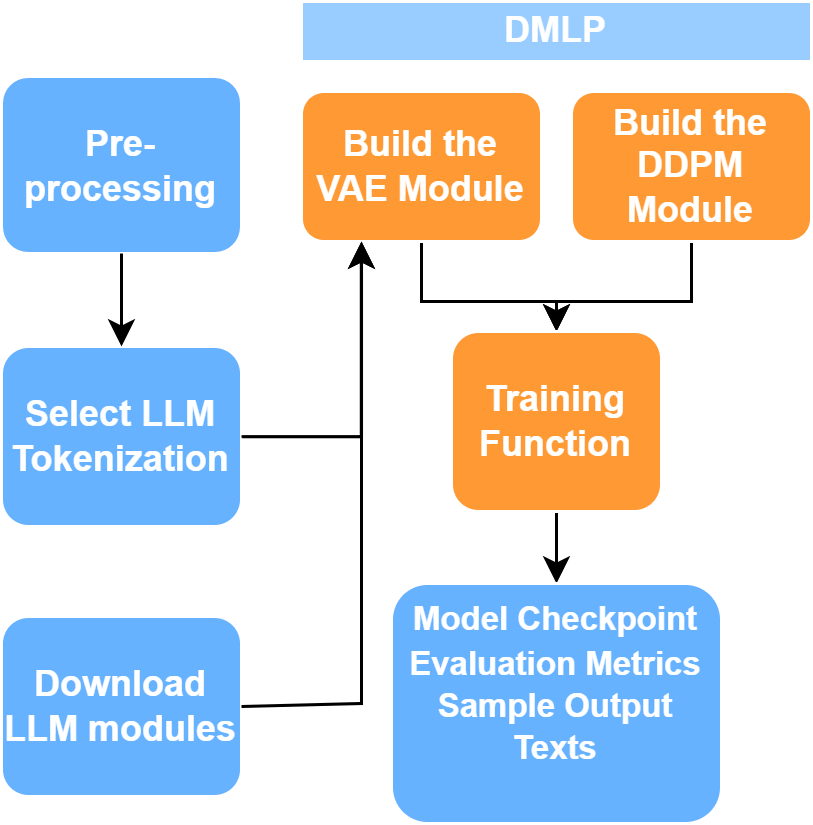 DMLP
Pre-
processing
Build the
VAE Module
Build the
DDPM
Module
Select LLM
Tokenization
Training
Function
Download
LLM modules
Model Checkpoint
Evaluation Metrics
Sample Output
Texts